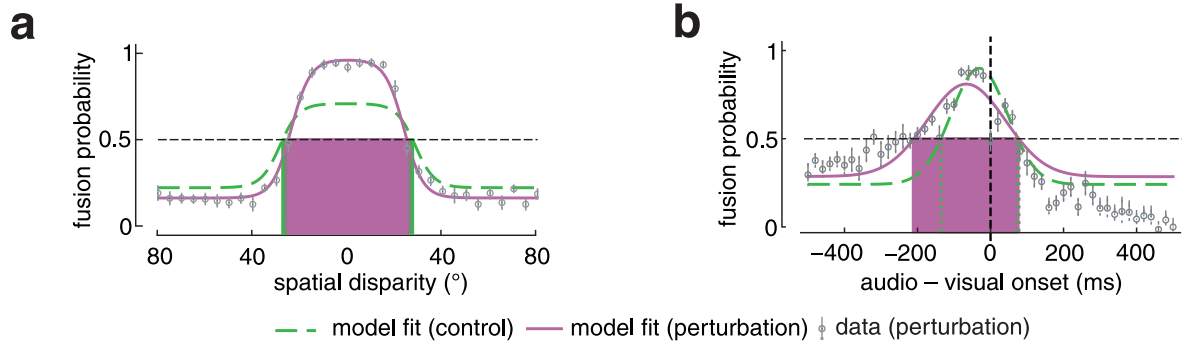 a
1
0.5
0
fusion probability
80
40
0
40
80
spatial disparity (°)
b
1
0.5
0
fusion probability
−400
−200
0
200
400
audio – visual onset (ms)
model fit (control)
model fit (perturbation)
data (perturbation)